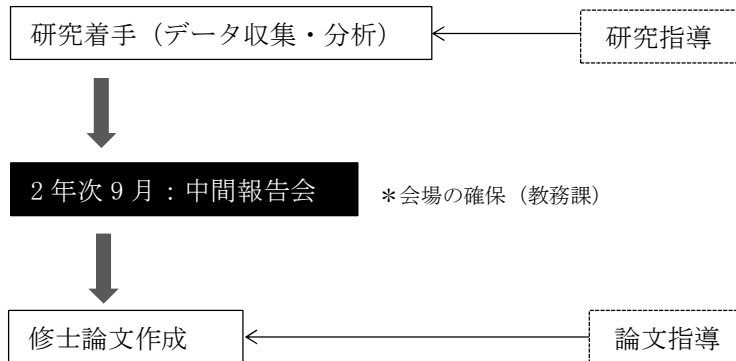 研究着手（データ収集・分析）
研究指導
2年次9月：中間報告会
＊会場の確保（教務課）
修士論文作成
論文指導